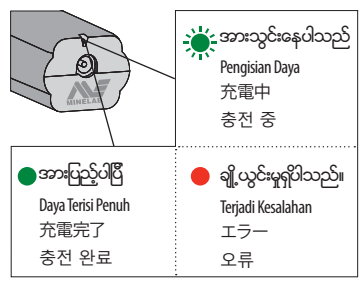 MINELAB
အားသွင်းနေပါသည်
Pengisian Daya
充電中
충전 중
အားပြည့်ပါပြီ
Daya Terisi Penuh
充電完了
충전 완료
ချို့ယွင်းမှုရှိပါသည်။
Terjadi Kesalahan
エラー
오류